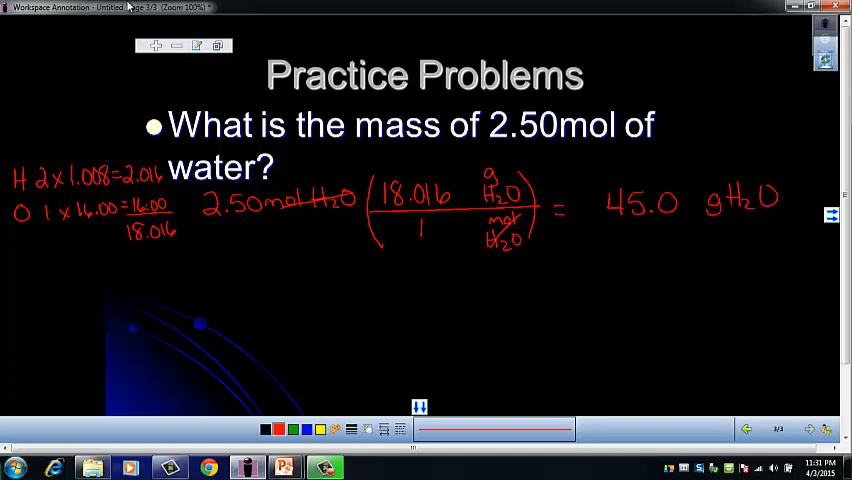 Workspace Annotation - Untitled, Page 3/3 (Zoom 100%) *
Practice Problems
What is the mass of 2.50mol of
water?
H 2 x 1.008=2.016
O 1 x 16.00=16.00
18.016
2.50 mol H2O (18.016 g H2O / 1 mol H2O) = 45.0 g H2O
3/3
11:31 PM
4/3/2015